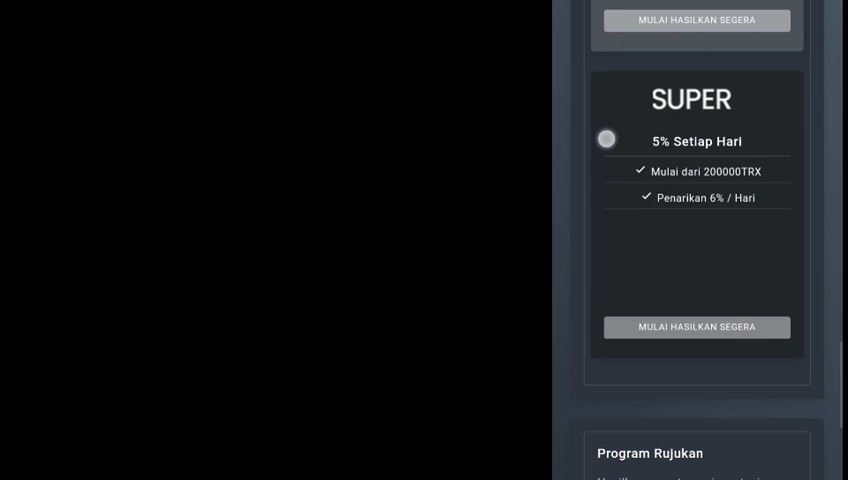 MULAI HASILKAN SEGERA
SUPER
5% Setiap Hari
Mulai dari 200000TRX
Penarikan 6% / Hari
MULAI HASILKAN SEGERA
Program Rujukan